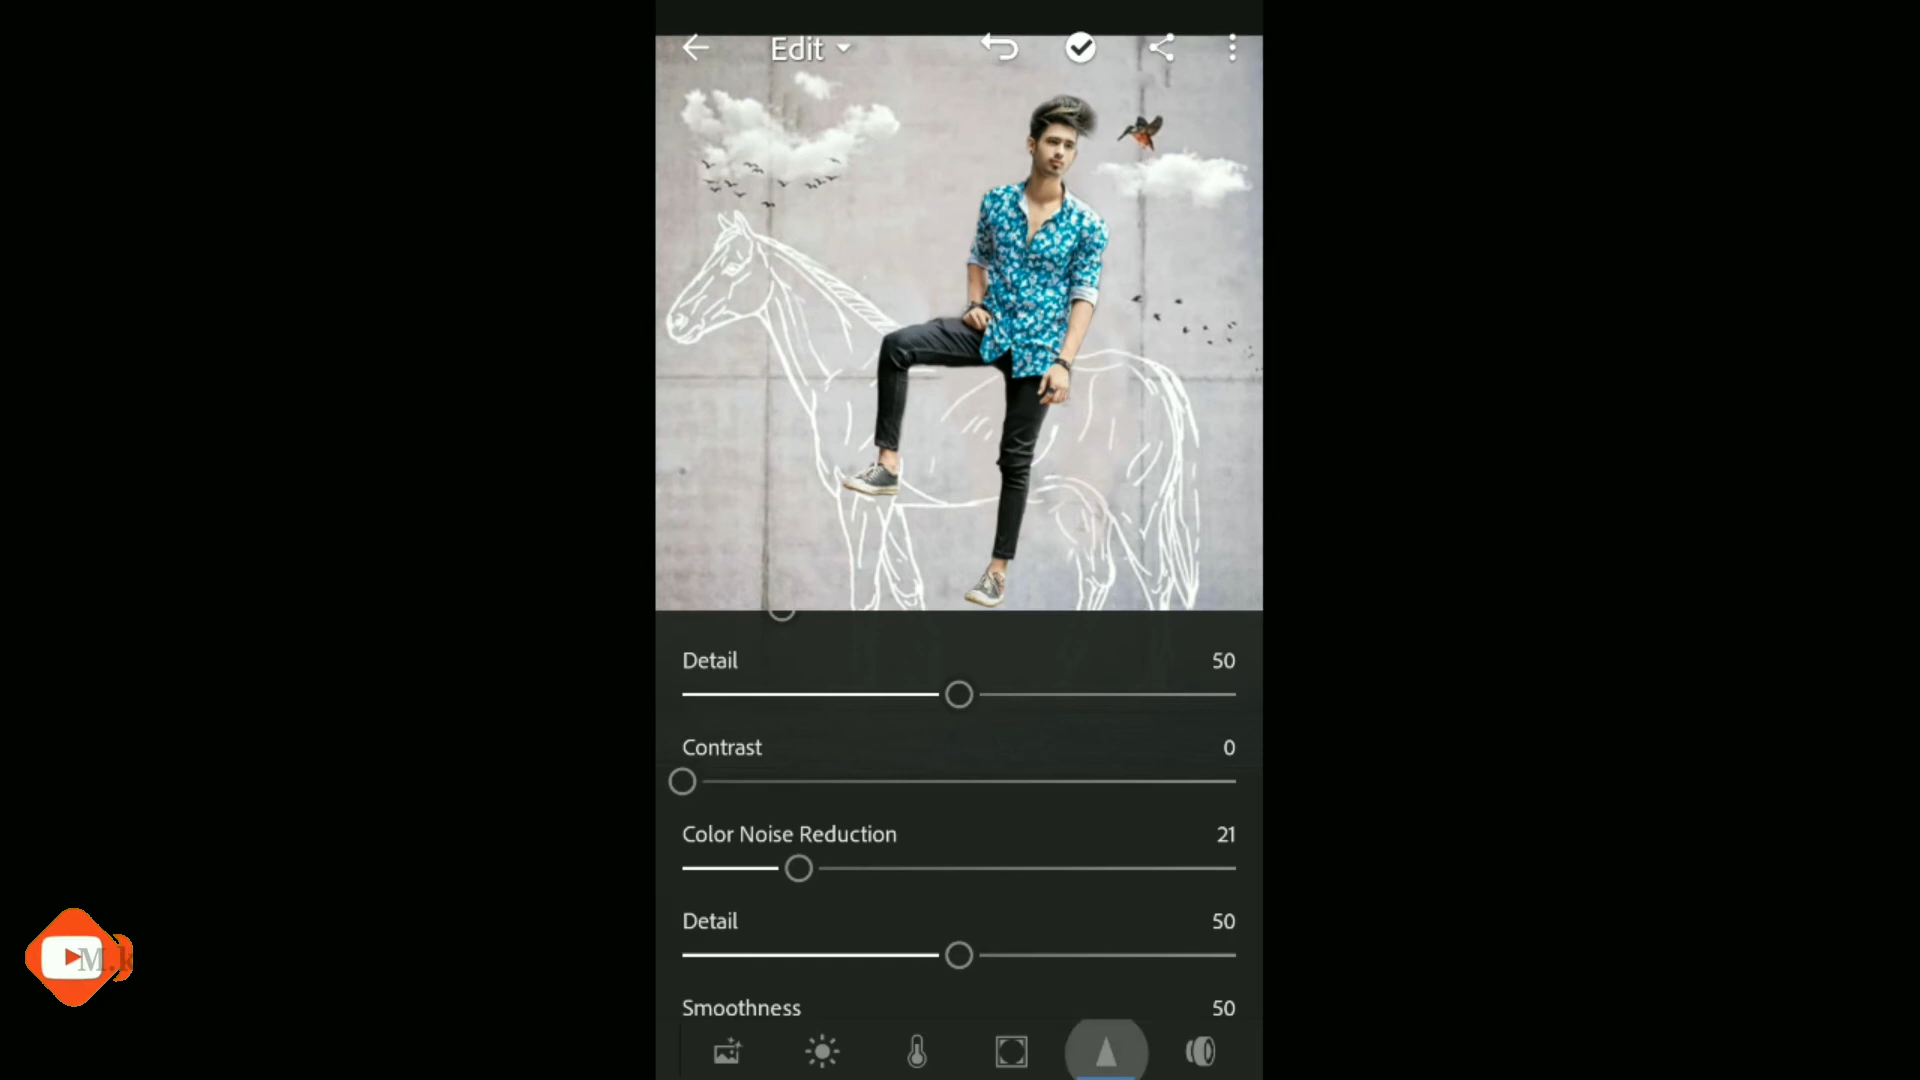 Edit
Detail 50
Contrast 0
Color Noise Reduction 21
Detail 50
Smoothness 50
M.k